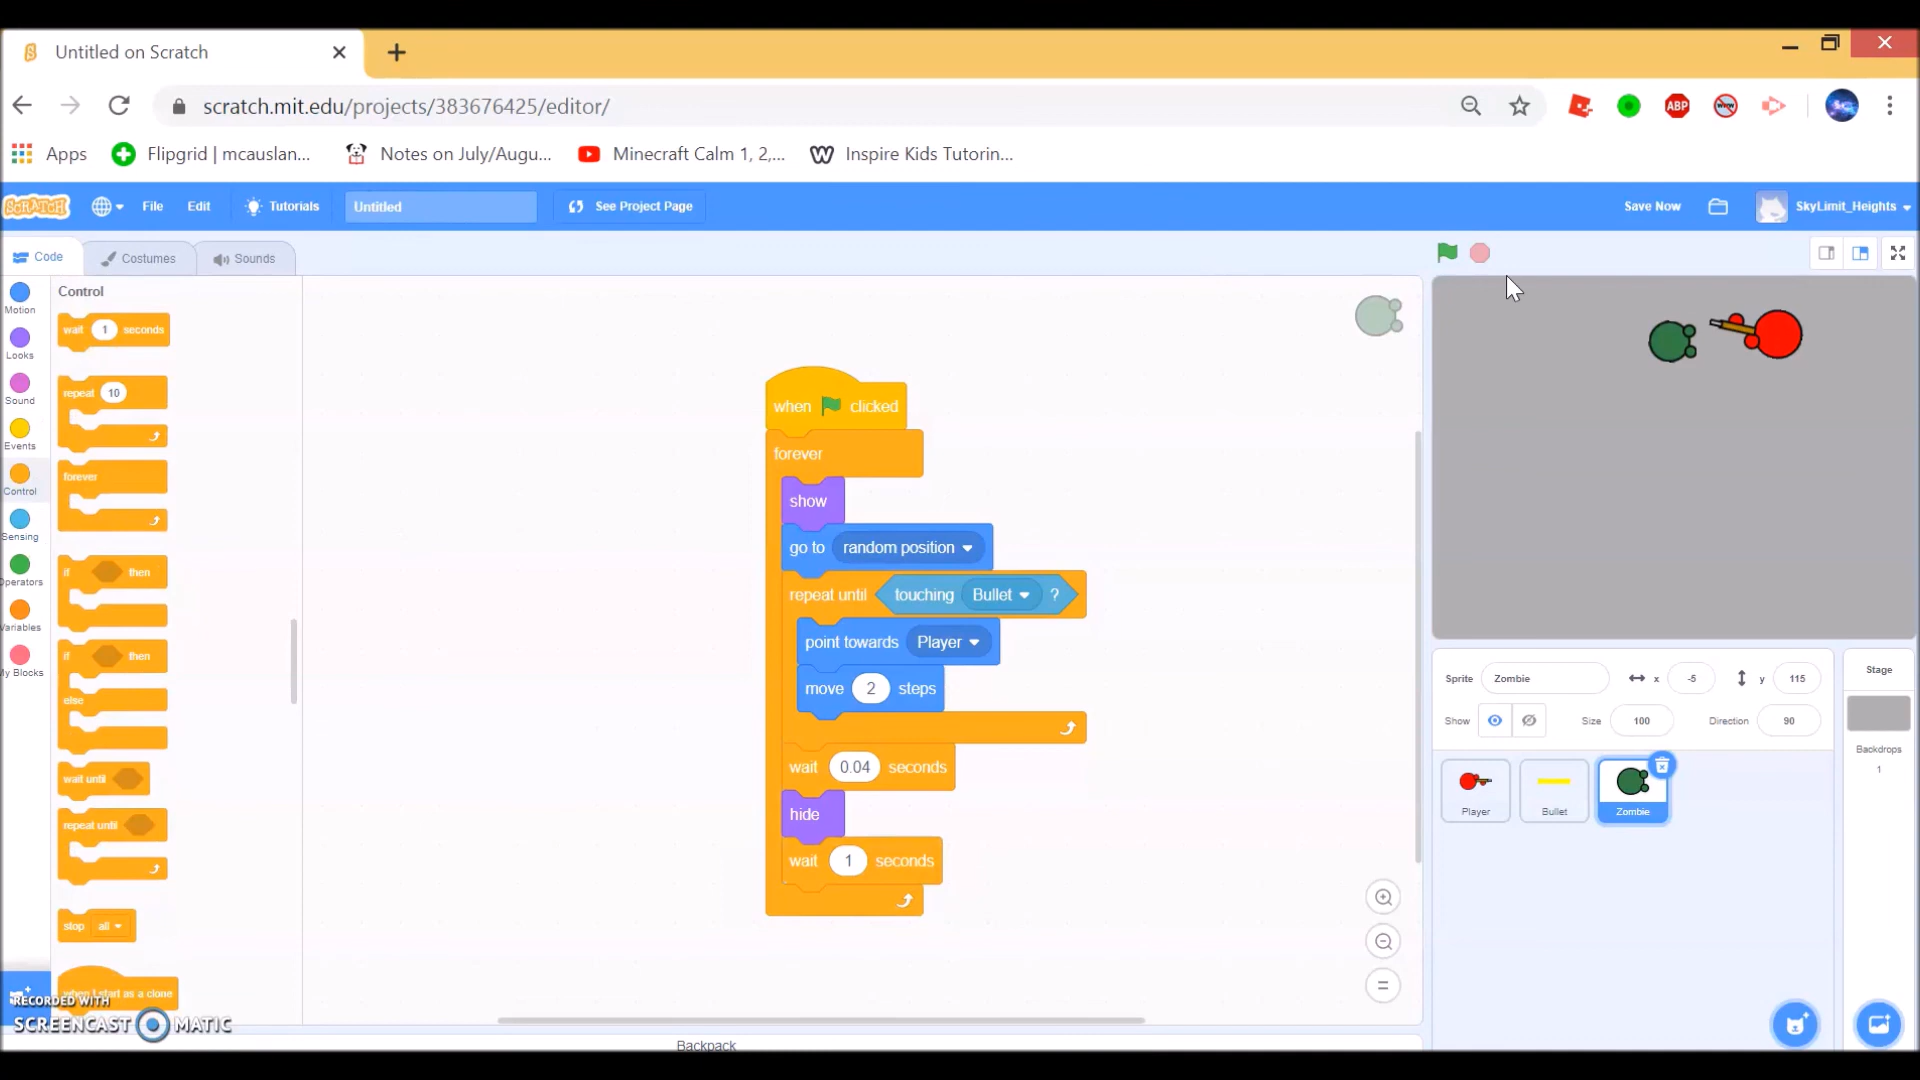 Untitled on Scratch
scratch.mit.edu/projects/383676425/editor/
ABP
Apps
Flipgrid | mcauslan...
Notes on July/Augu...
Minecraft Calm 1, 2,...
Inspire Kids Tutorin...
SCRATCH
File
Edit
Tutorials
Untitled
See Project Page
Save Now
SkyLimit_Heights
Code
Costumes
Sounds
Motion
Looks
Sound
Events
Control
Sensing
Operators
Variables
My Blocks
Control
wait 1 seconds
repeat 10
forever
if then
if then
else
wait until
repeat until
stop all
when I start as a clone
when clicked
forever
show
go to random position
repeat until touching Bullet ?
point towards Player
move 2 steps
wait 0.04 seconds
hide
wait 1 seconds
Backpack
Sprite Zombie x -5 y 115
Show Size 100 Direction 90
Player
Bullet
Zombie
Stage
Backdrops
1
RECORDED WITH
SCREENCAST MATIC